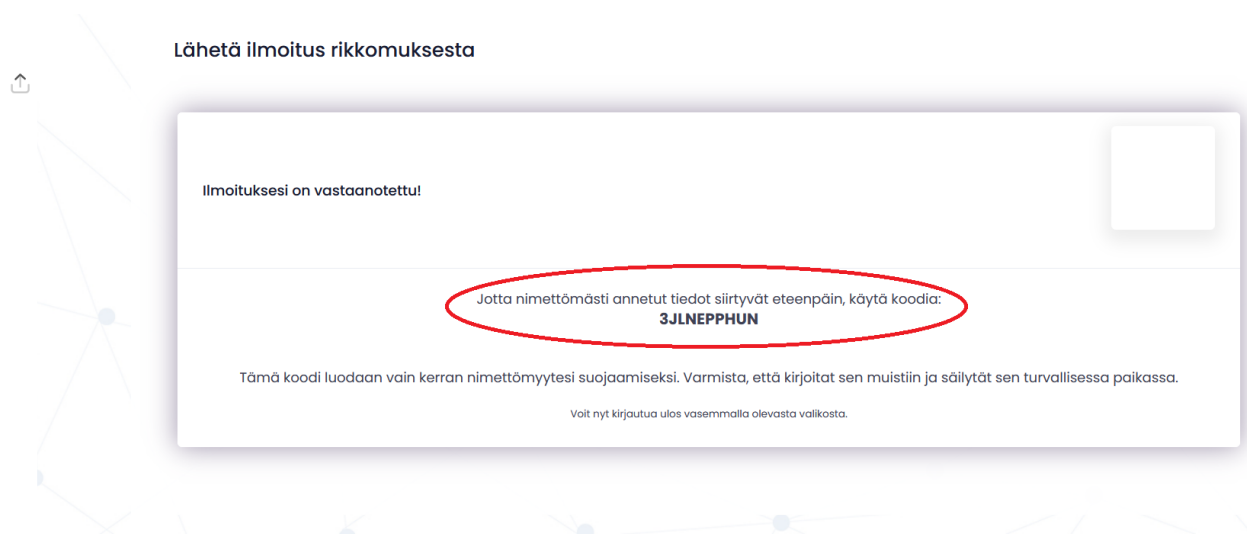 Lähetä ilmoitus rikkomuksesta
Ilmoituksesi on vastaanotettu!
Jotta nimettömästi annetut tiedot siirtyvät eteenpäin, käytä koodia:
3JLNEPPHUN
Tämä koodi luodaan vain kerran nimettömyytesi suojaamiseksi. Varmista, että kirjoitat sen muistiin ja säilytät sen turvallisessa paikassa.
Voit nyt kirjautua ulos vasemmalla olevasta valikosta.